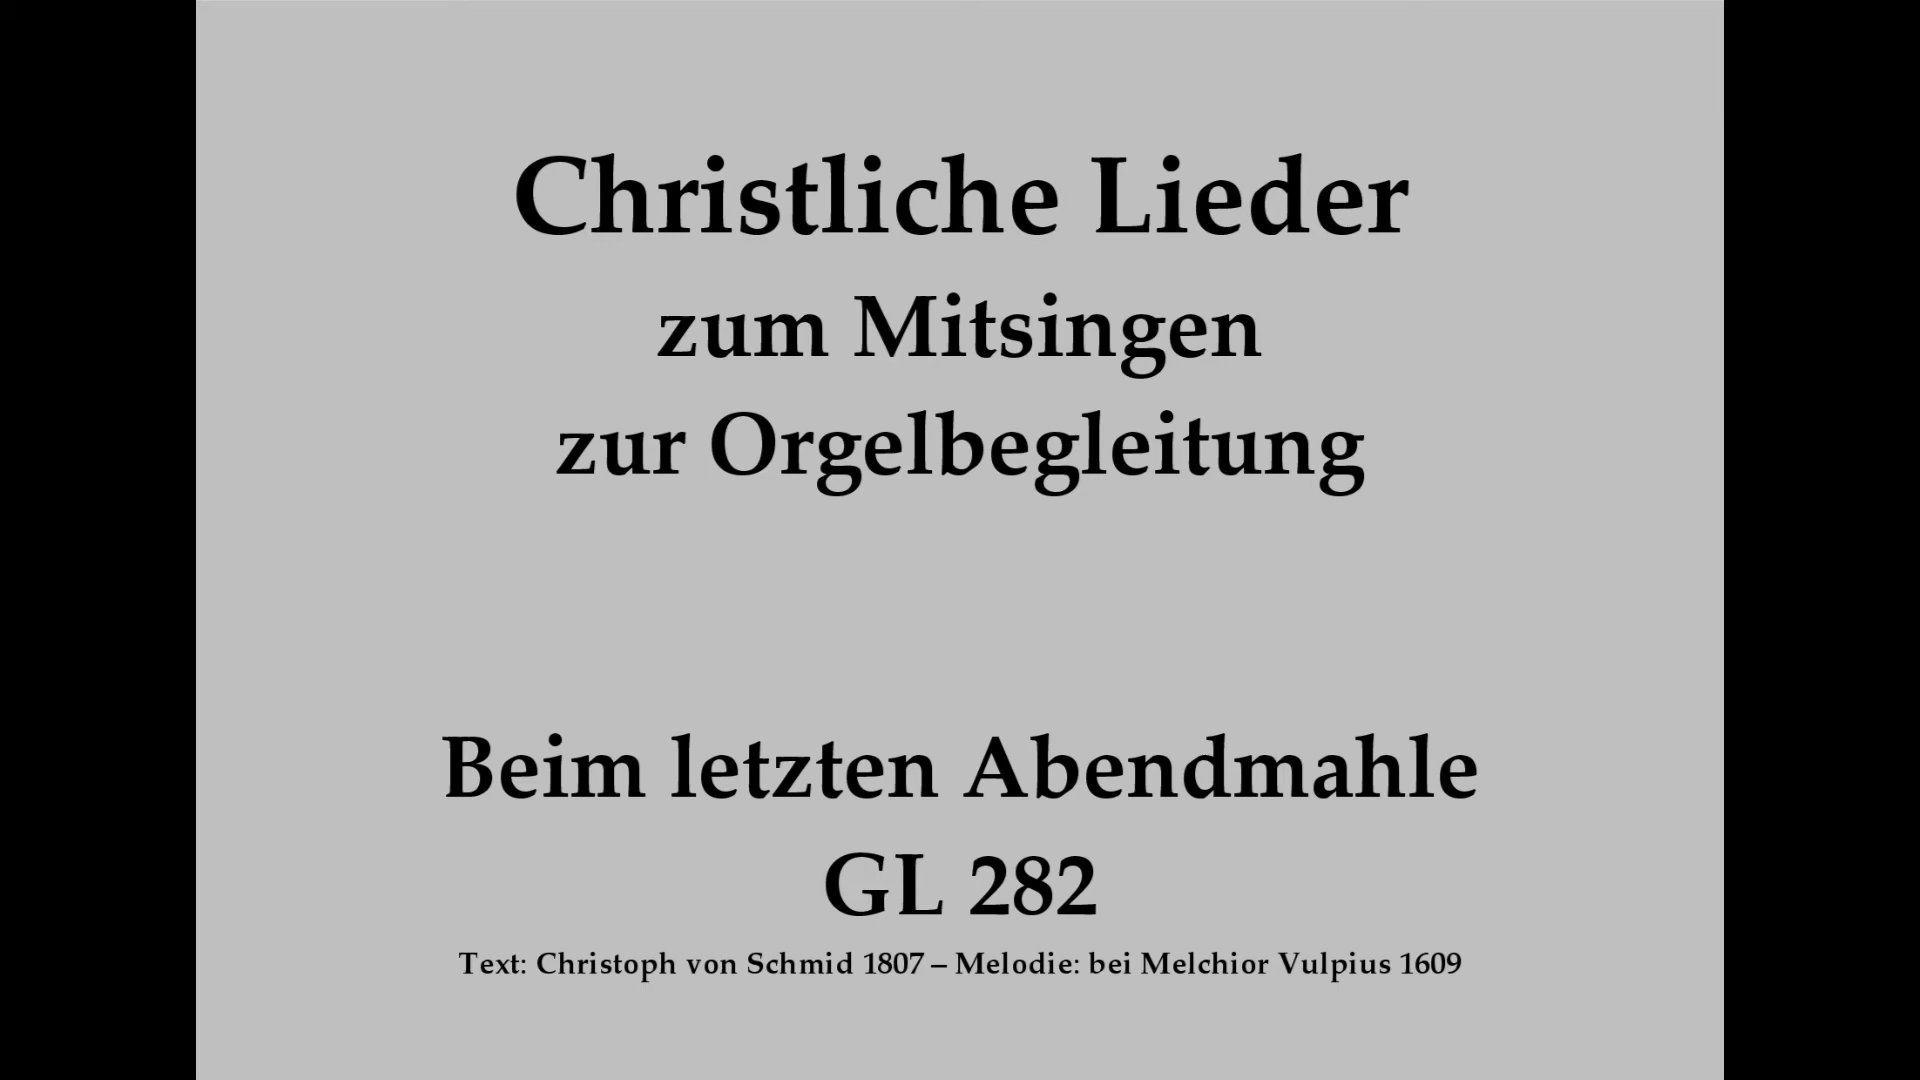 Christliche Lieder
zum Mitsingen
zur Orgelbegleitung
Beim letzten Abendmahle
GL 282
Text: Christoph von Schmid 1807 – Melodie: bei Melchior Vulpius 1609